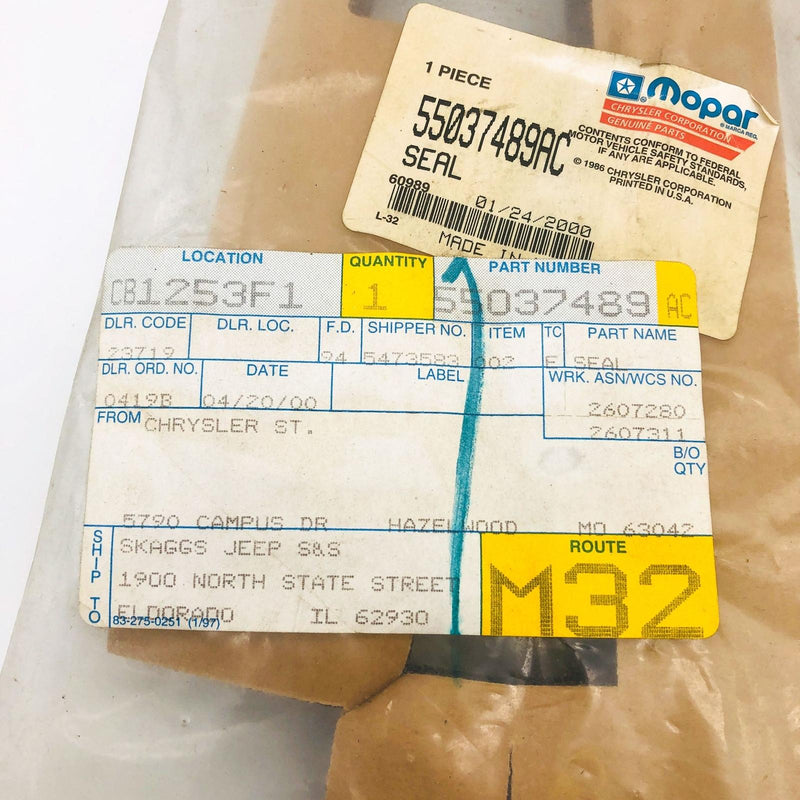 1 PIECE
Mopar
® MARCA REG.
CHRYSLER CORPORATION
GENUINE PARTS
55037489AC
SEAL
CONTENTS CONFORM TO FEDERAL
MOTOR VEHICLE SAFETY STANDARDS,
IF ANY ARE APPLICABLE.
© 1986 CHRYSLER CORPORATION
PRINTED IN U.S.A.
60989
01/24/2000
L-32
MADE IN
LOCATION QUANTITY PART NUMBER
CB1253F1 1 55037489 AC
DLR. CODE DLR. LOC. F.D. SHIPPER NO. ITEM TC PART NAME
23719 94 5473583 002 F SEAL
DLR. ORD. NO. DATE LABEL WRK. ASN/WCS NO.
0419B 04/20/00 2607280
2607311
FROM CHRYSLER ST.
B/O
QTY
5790 CAMPUS DR HAZELWOOD MO 63042
SHIP TO
SKAGGS JEEP S&S
1900 NORTH STATE STREET
ELDORADO IL 62930
83-275-0251 (1/97)
ROUTE
M32